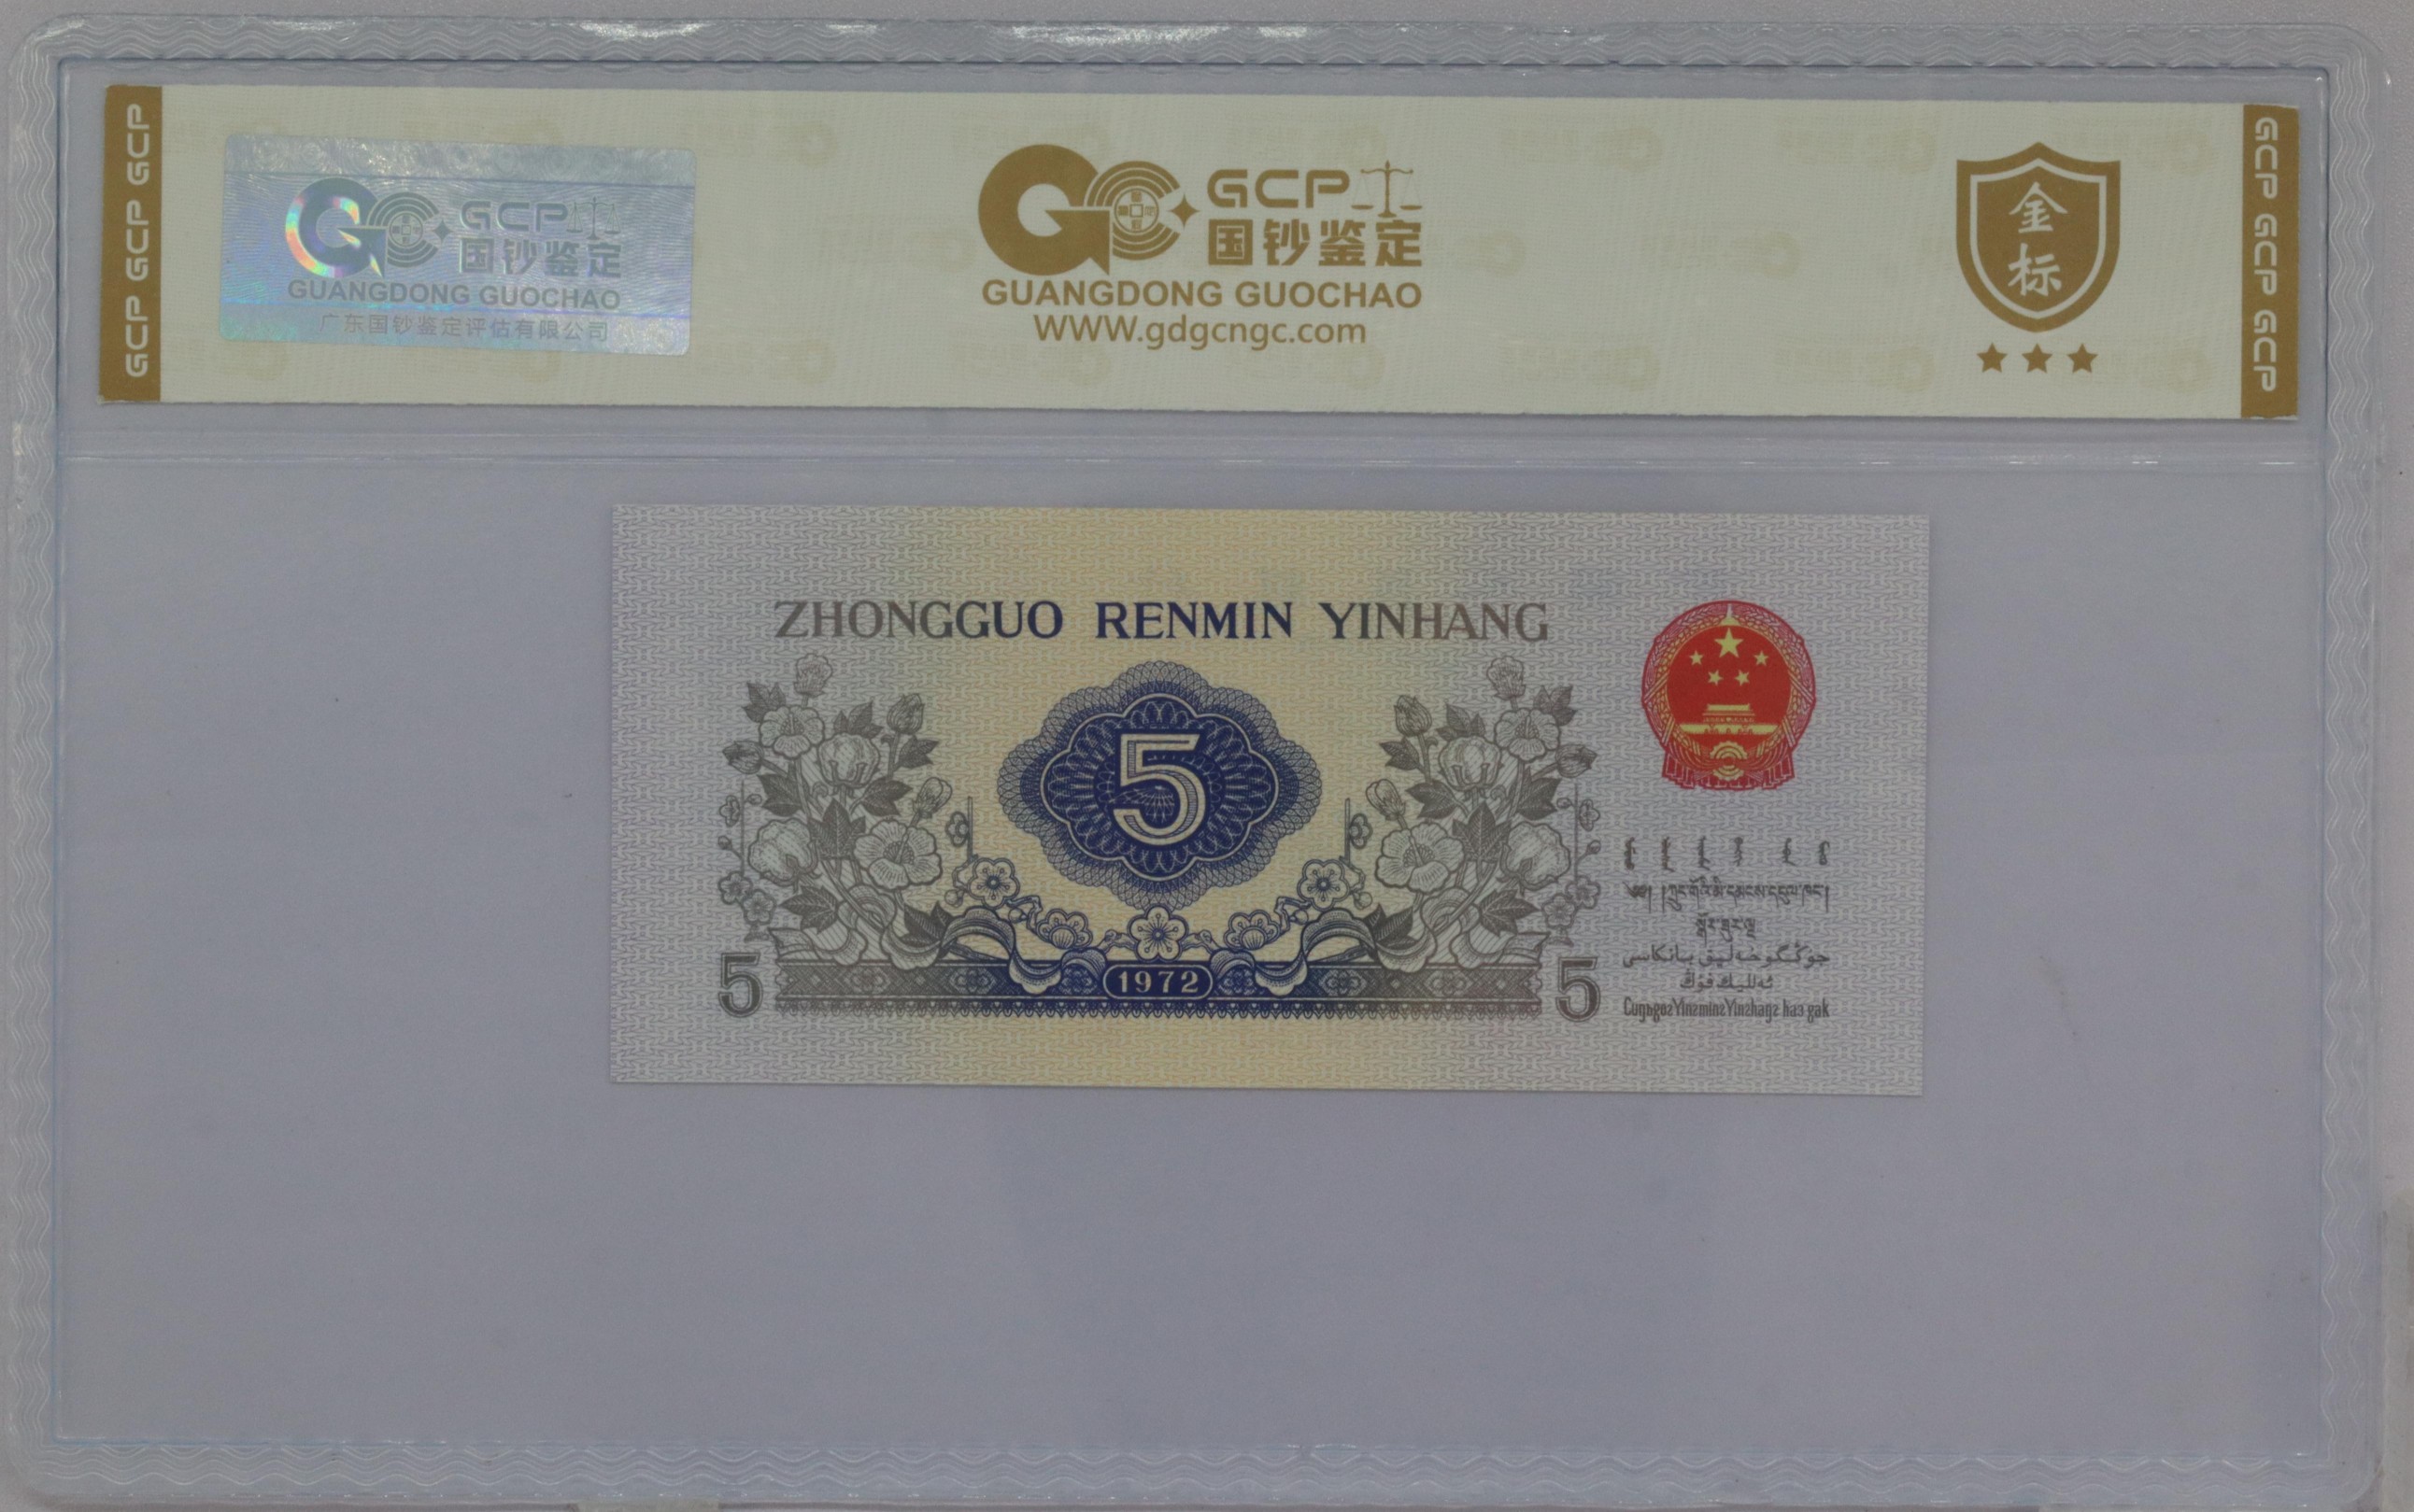 GCP GCP GCP
GCP
国钞鉴定
GUANGDONG GUOCHAO
广东国钞鉴定评估有限公司
GCP
国钞鉴定
GUANGDONG GUOCHAO
WWW.gdgcngc.com
金
标
GCP GCP GCP
ZHONGGUO RENMIN YINHANG
5
1972
5
5